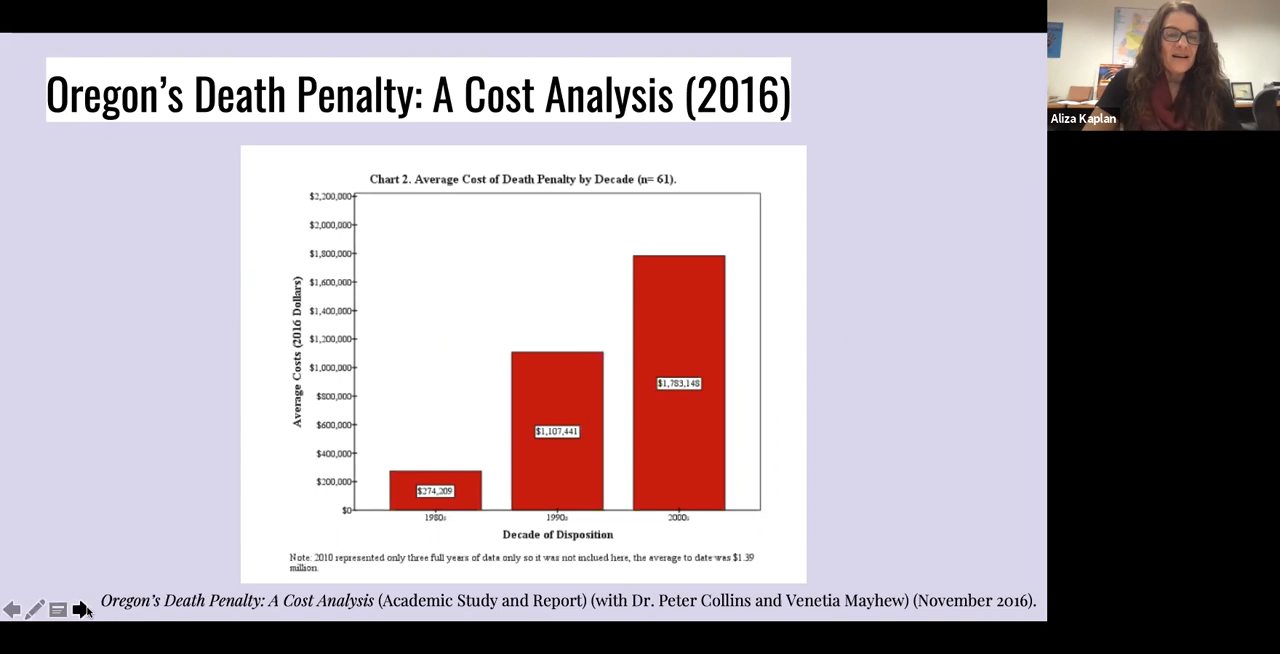 Oregon's Death Penalty: A Cost Analysis (2016)
Aliza Kaplan
Chart 2. Average Cost of Death Penalty by Decade (n= 61).
$2,200,000
$2,000,000
$1,800,000
$1,600,000
$1,400,000
$1,200,000
$1,000,000
$800,000
$600,000
$400,000
$200,000
$0
Average Costs (2016 Dollars)
$274,209
$1,107,441
$1,783,148
1980s
1990s
2000s
Decade of Disposition
Note: 2010 represented only three full years of data only so it was not inclued here, the average to date was $1.39
million.
Oregon's Death Penalty: A Cost Analysis (Academic Study and Report) (with Dr. Peter Collins and Venetia Mayhew) (November 2016).